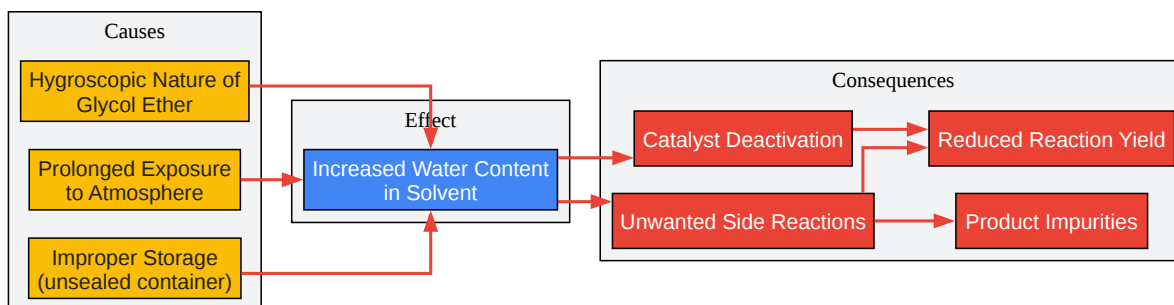 Causes
Hygroscopic Nature of
Glycol Ether
Prolonged Exposure
to Atmosphere
Improper Storage
(unsealed container)
Effect
Increased Water Content
in Solvent
Consequences
Catalyst Deactivation
Reduced Reaction Yield
Unwanted Side Reactions
Product Impurities